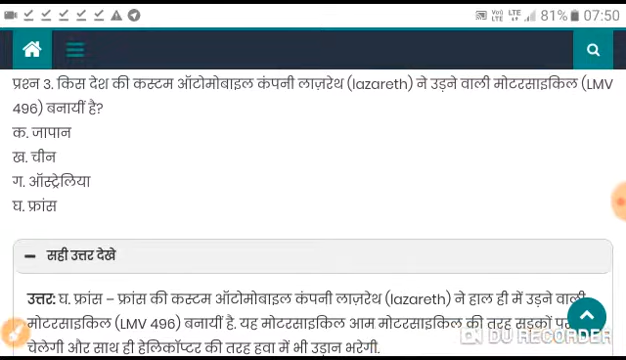 81% 07:50
प्रश्न 3. किस देश की कस्टम ऑटोमोबाइल कंपनी लाज़रेथ (lazareth) ने उड़ने वाली मोटरसाइकिल (LMV
496) बनायीं है?
क. जापान
ख. चीन
ग. ऑस्ट्रेलिया
घ. फ्रांस
DU RECORDER
– सही उत्तर देखे
उत्तर: घ. फ्रांस – फ्रांस की कस्टम ऑटोमोबाइल कंपनी लाज़रेथ (lazareth) ने हाल ही में उड़ने वाली
मोटरसाइकिल (LMV 496) बनायीं है. यह मोटरसाइकिल आम मोटरसाइकिल की तरह सड़कों
चेलेगी और साथ ही हेलिकॉप्टर की तरह हवा में भी उड़ान भरेगी.